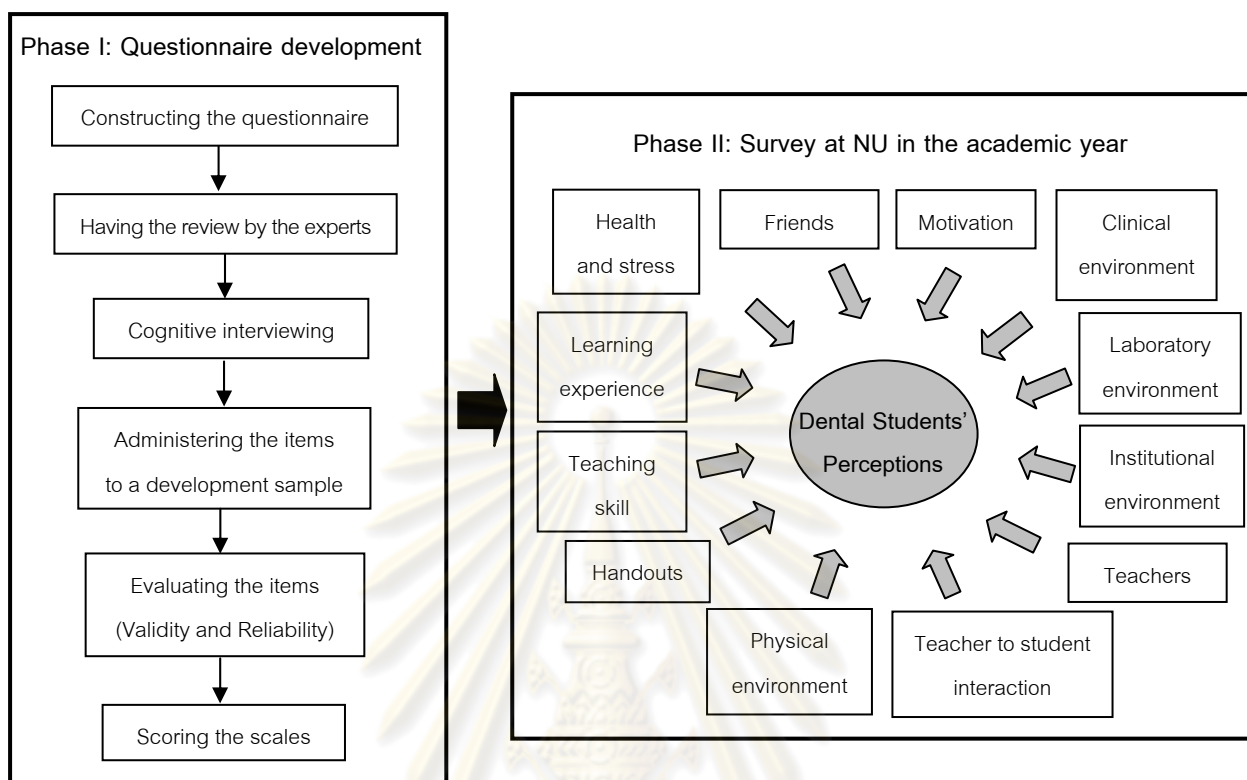 Phase I: Questionnaire development
Constructing the questionnaire
Having the review by the experts
Cognitive interviewing
Administering the items
to a development sample
Evaluating the items
(Validity and Reliability)
Scoring the scales
Phase II: Survey at NU in the academic year
Health
and stress
Friends
Motivation
Clinical
environment
Learning
experience
Laboratory
environment
Dental Students’
Perceptions
Teaching
skill
Institutional
environment
Handouts
Teachers
Physical
environment
Teacher to student
interaction